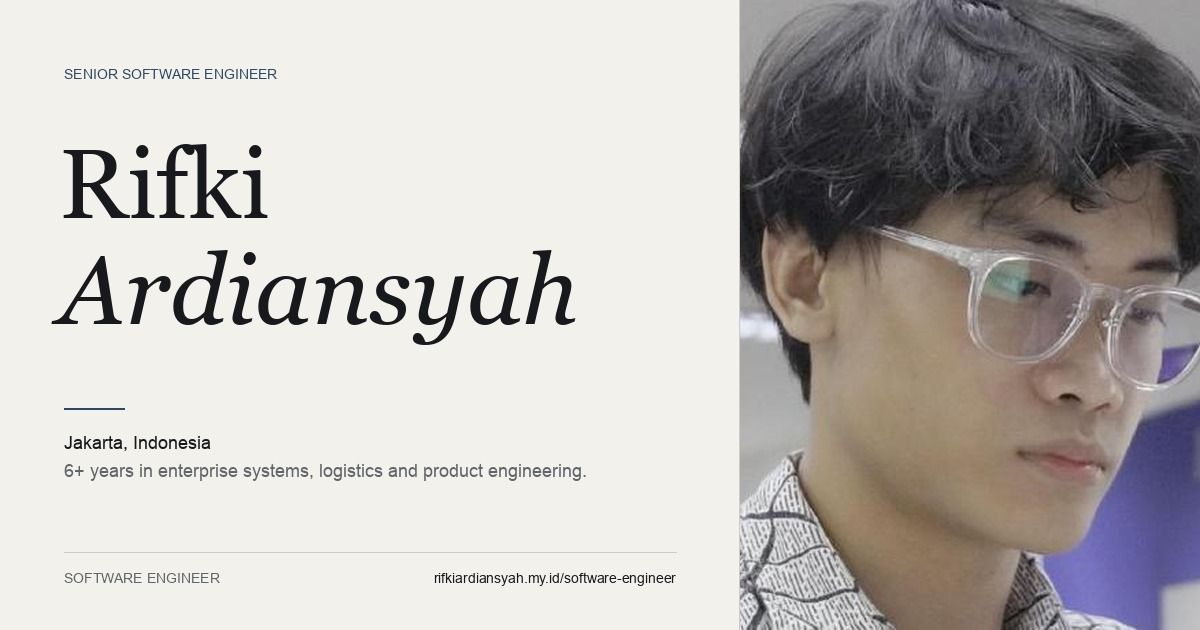 SENIOR SOFTWARE ENGINEER
Rifki
Ardiansyah
Jakarta, Indonesia
6+ years in enterprise systems, logistics and product engineering.
SOFTWARE ENGINEER
rifkiardiansyah.my.id/software-engineer